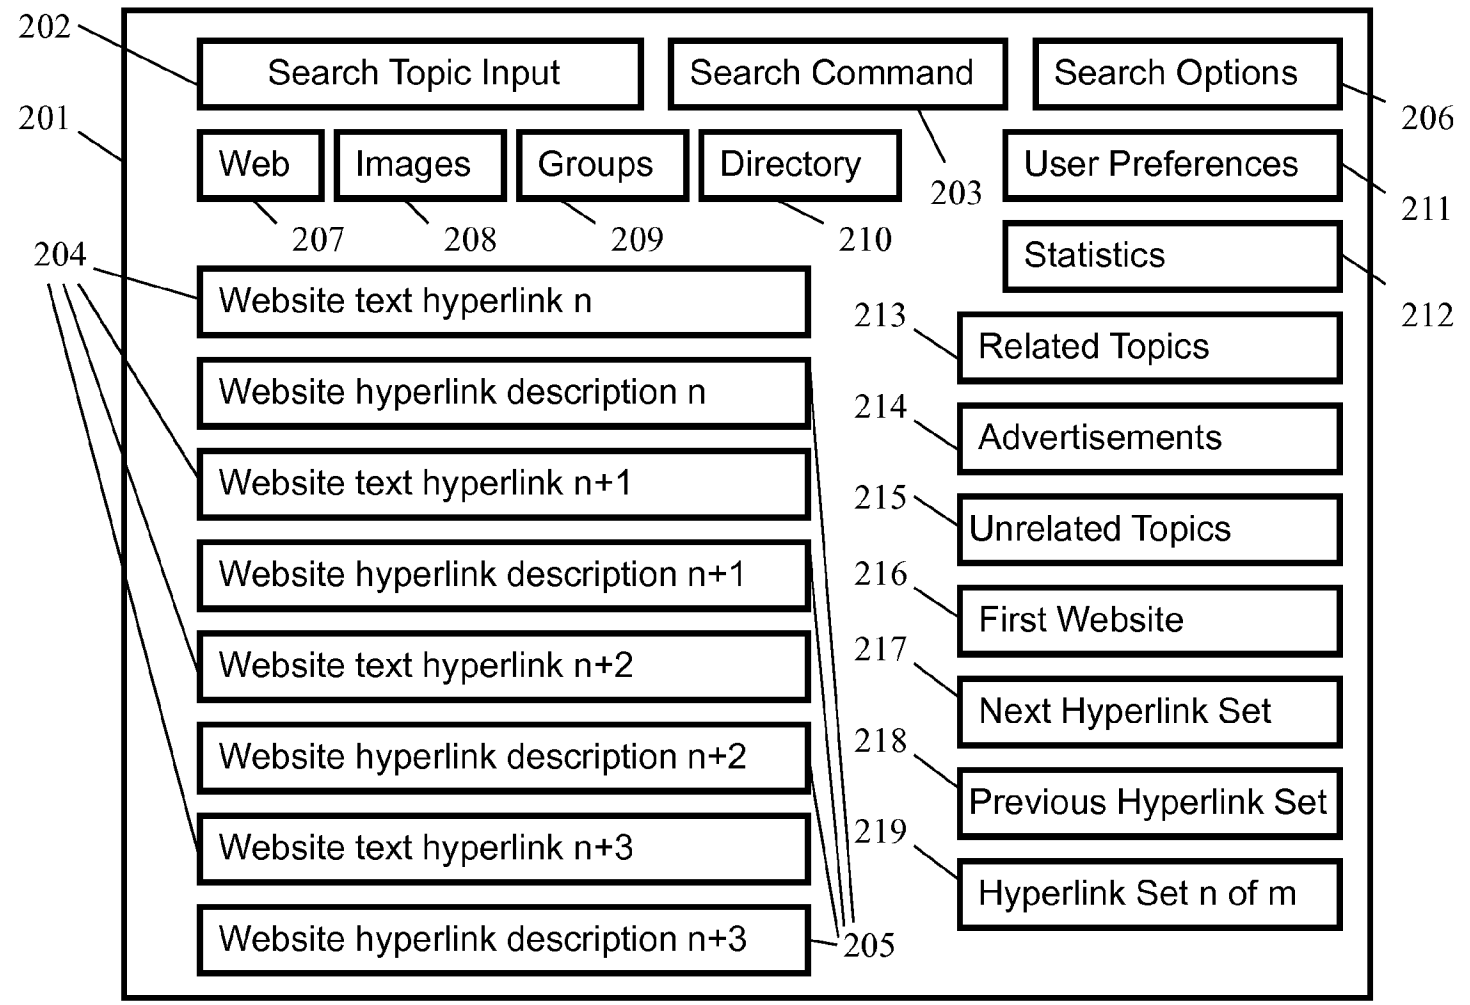 202
Search Topic Input
Search Command
Search Options
201
206
Web
Images
Groups
Directory
User Preferences
203
211
207
208
209
210
204
Statistics
Website text hyperlink n
213
212
Related Topics
Website hyperlink description n
214
Advertisements
Website text hyperlink n+1
215
Unrelated Topics
Website hyperlink description n+1
216
First Website
Website text hyperlink n+2
217
Next Hyperlink Set
Website hyperlink description n+2
218
Previous Hyperlink Set
Website text hyperlink n+3
219
Hyperlink Set n of m
Website hyperlink description n+3
205